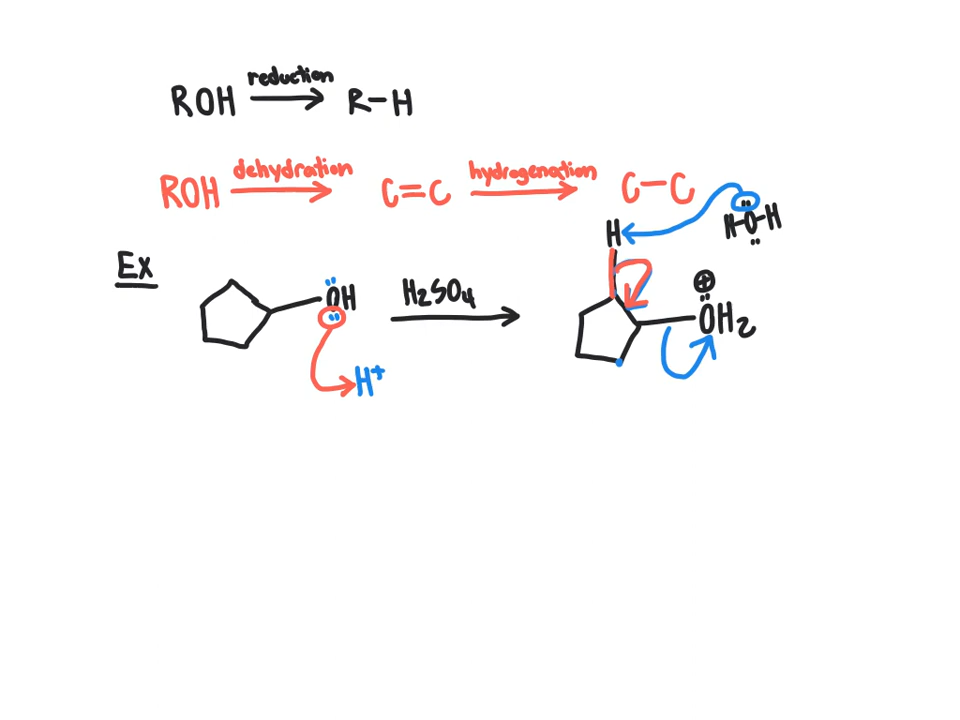 ROH reduction R-H
ROH dehydration C=C hydrogenation C-C
H H-O-H
Ex
OH H2SO4 ⊕ OH2
H+